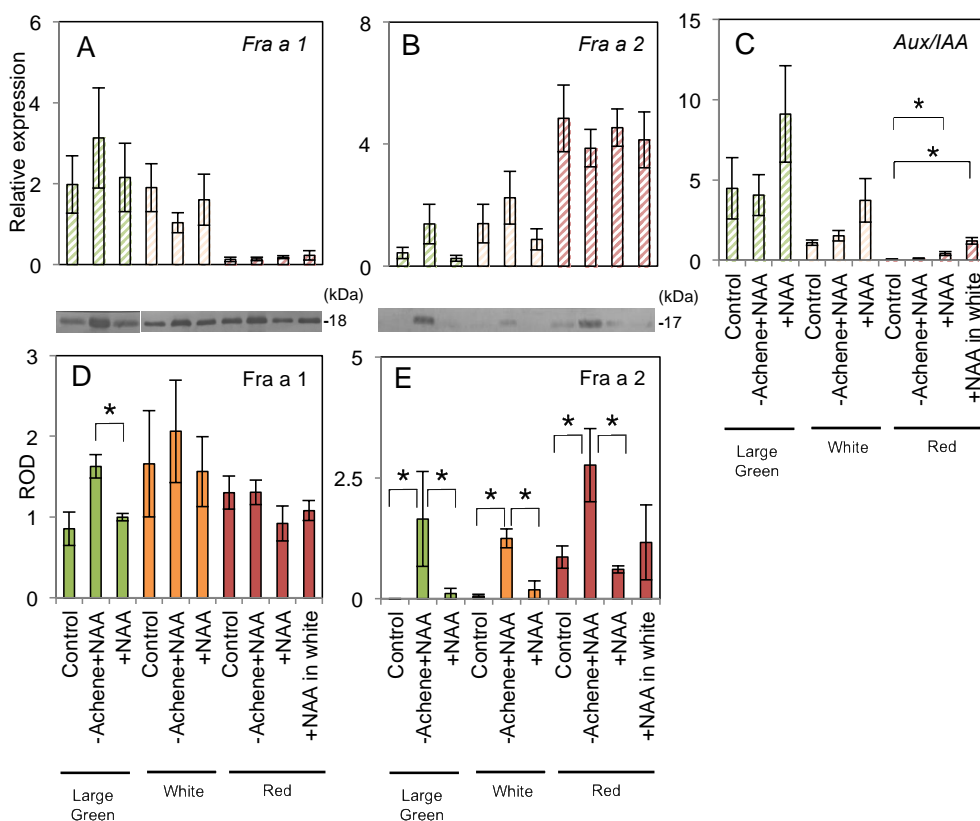 A
Fra a 1
Relative expression
6
4
2
0
B
Fra a 2
8
4
0
C
Aux/IAA
15
10
5
0
*
*
Control
-Achene+NAA
+NAA
Control
-Achene+NAA
+NAA
Control
-Achene+NAA
+NAA
+NAA in white
Large
Green
White
Red
(kDa)
-18
(kDa)
-17
D
Fra a 1
ROD
3
2
1
0
*
Control
-Achene+NAA
+NAA
Control
-Achene+NAA
+NAA
Control
-Achene+NAA
+NAA
+NAA in white
Large
Green
White
Red
E
Fra a 2
5
2.5
0
* *
* *
* *
Control
-Achene+NAA
+NAA
Control
-Achene+NAA
+NAA
Control
-Achene+NAA
+NAA
+NAA in white
Large
Green
White
Red